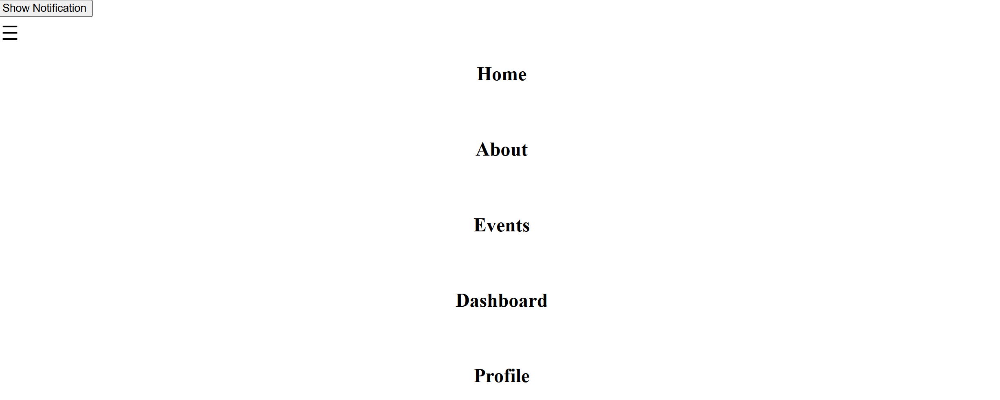 Show Notification
☰
Home
About
Events
Dashboard
Profile